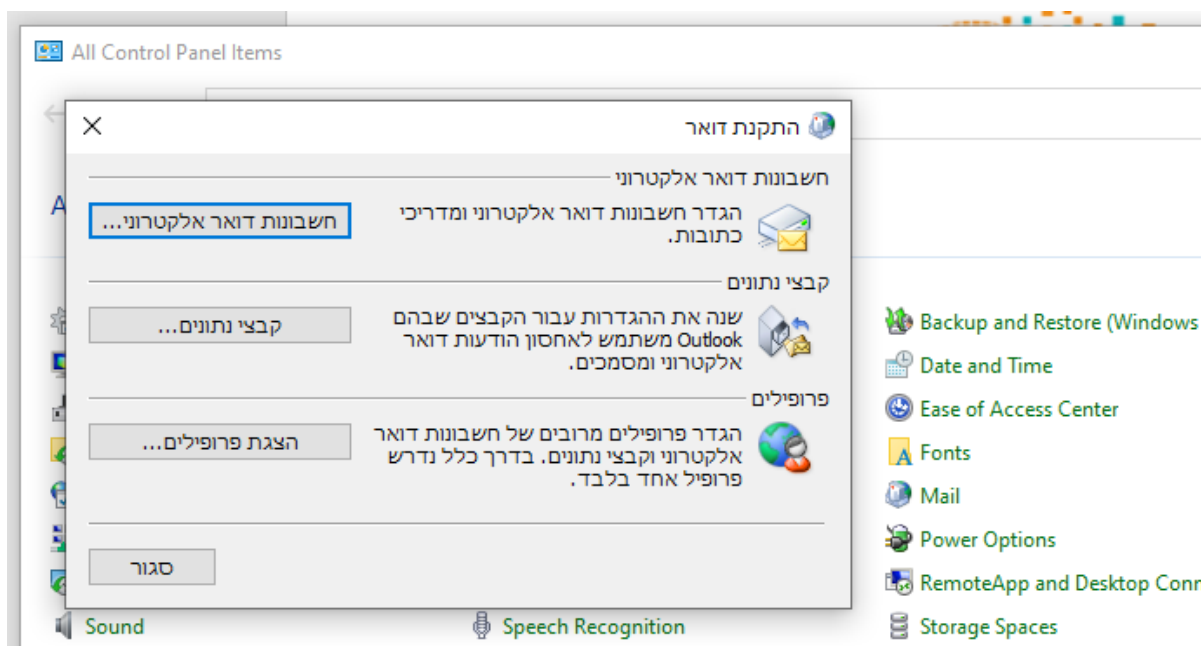 All Control Panel Items
התקנת דואר
חשבונות דואר אלקטרוני
הגדר חשבונות דואר אלקטרוני ומדריכי
כתובות.
חשבונות דואר אלקטרוני...
קבצי נתונים
שנה את ההגדרות עבור הקבצים שבהם
Outlook משתמש לאחסון הודעות דואר
אלקטרוני ומסמכים.
קבצי נתונים...
פרופילים
הגדר פרופילים מרובים של חשבונות דואר
אלקטרוני וקבצי נתונים. בדרך כלל נדרש
פרופיל אחד בלבד.
הצגת פרופילים...
סגור
Backup and Restore (Windows
Date and Time
Ease of Access Center
Fonts
Mail
Power Options
RemoteApp and Desktop
Sound
Speech Recognition
Storage Spaces